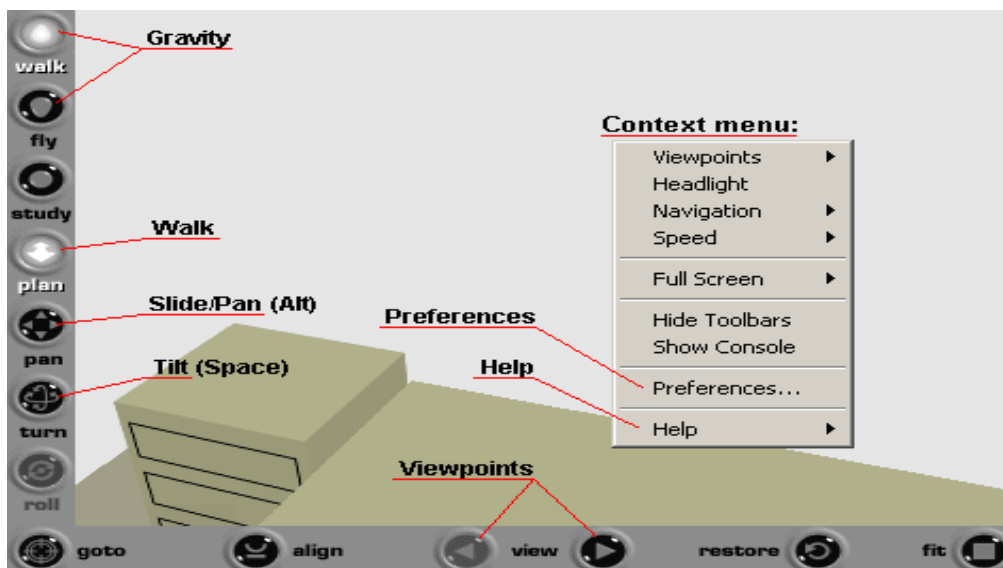 Gravity
walk
fly
study
Walk
plan
Slide/Pan (Alt)
pan
Tilt (Space)
turn
roll
Context menu:
Viewpoints
Headlight
Navigation
Speed
Full Screen
Hide Toolbars
Show Console
Preferences...
Help
Preferences
Help
Viewpoints
goto align view restore fit